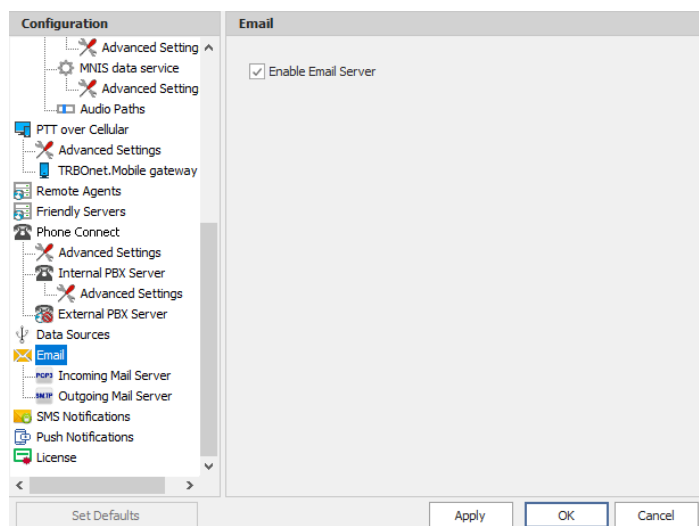 Configuration
Email
Advanced Setting
MNIS data service
Advanced Setting
Audio Paths
PTT over Cellular
Advanced Settings
TRBOnet.Mobile gateway
Remote Agents
Friendly Servers
Phone Connect
Advanced Settings
Internal PBX Server
Advanced Settings
External PBX Server
Data Sources
Email
POP3 Incoming Mail Server
SMTP Outgoing Mail Server
SMS Notifications
Push Notifications
License
Enable Email Server
Set Defaults
Apply
OK
Cancel